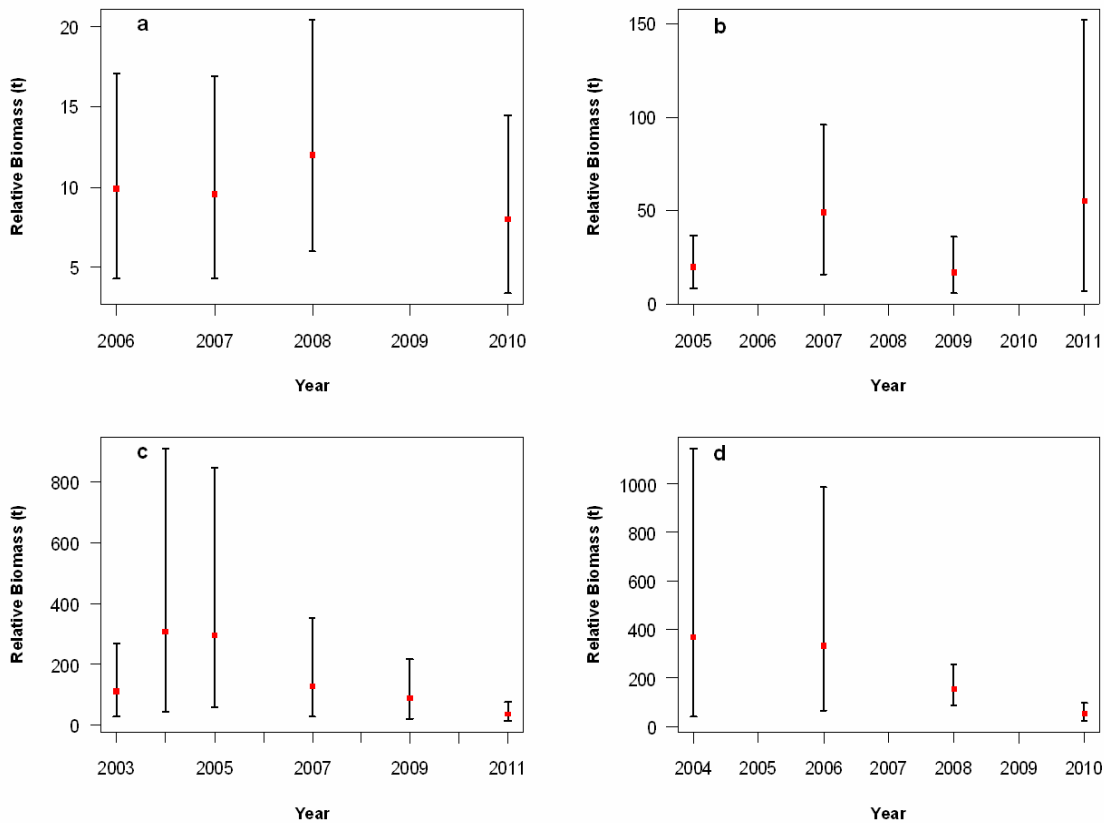 a
Relative Biomass (t)
20
15
10
5
2006 2007 2008 2009 2010
Year
b
Relative Biomass (t)
150
100
50
0
2005 2006 2007 2008 2009 2010 2011
Year
c
Relative Biomass (t)
800
600
400
200
0
2003 2005 2007 2009 2011
Year
d
Relative Biomass (t)
1000
800
600
400
200
0
2004 2005 2006 2007 2008 2009 2010
Year